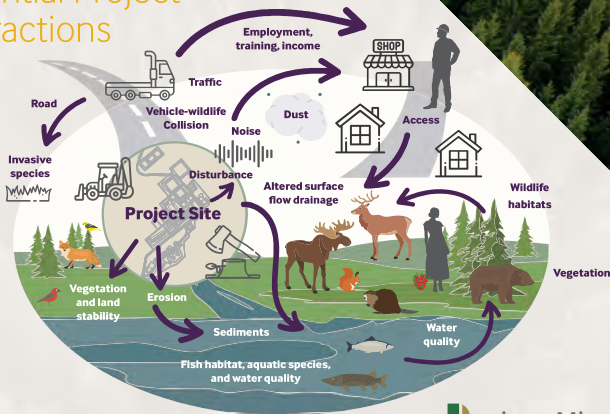 Project
Employment,
training, income
SHOP
Traffic
Road
Vehicle-wildlife
Collision
Dust
Noise
Access
Invasive
species
Disturbance
Altered surface
flow drainage
Wildlife
habitats
Project Site
Vegetation
Vegetation
and land
stability
Erosion
Sediments
Water
quality
Fish habitat, aquatic species,
and water quality